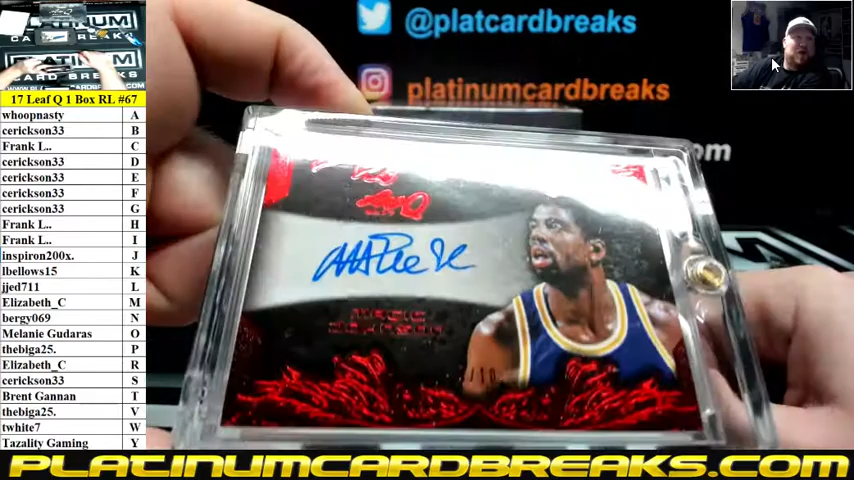 @platcardbreaks
platinumcardbreaks
om
PLATINUM
CARD BREAKS
17 Leaf Q 1 Box RL #67
whoopnasty A
cerickson33 B
Frank L.. C
cerickson33 D
cerickson33 E
cerickson33 F
cerickson33 G
Frank L.. H
Frank L.. I
inspiron200x. J
lbellows15 K
jjed711 L
Elizabeth_C M
bergy069 N
Melanie Gudaras O
thebiga25. P
Elizabeth_C R
cerickson33 S
Brent Gannan T
thebiga25. V
twhite7 W
Tazality Gaming Y
MAGIC
JOHNSON
/10
PLATINUMCARDBREAKS.COM